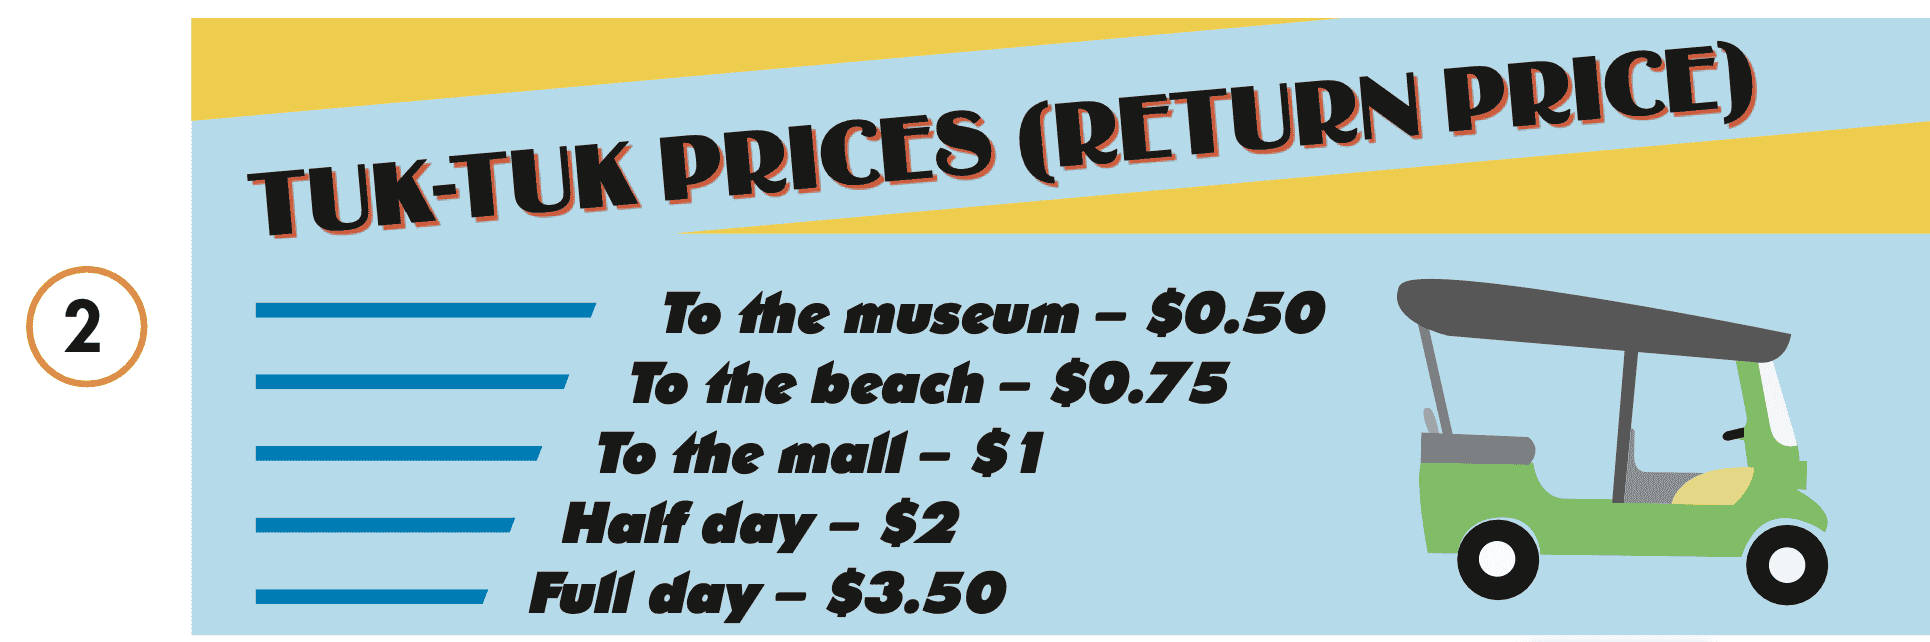 TUK-TUK PRICES (RETURN PRICE)
2
To the museum – $0.50
To the beach – $0.75
To the mall – $1
Half day – $2
Full day – $3.50